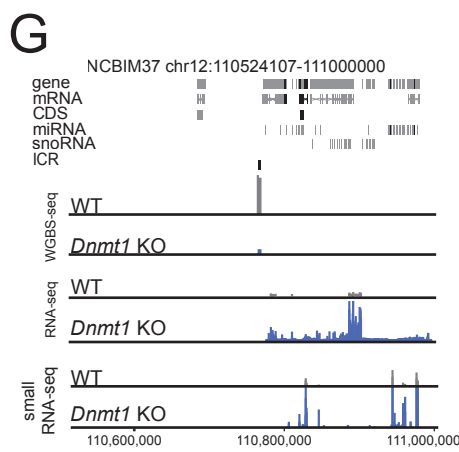 G
NCBIM37 chr12:110524107-111000000
gene
mRNA
CDS
miRNA
snoRNA
ICR
WGBS-seq
WT
Dnmt1 KO
RNA-seq
WT
Dnmt1 KO
small
RNA-seq
WT
Dnmt1 KO
110,600,000 110,800,000 111,000,000